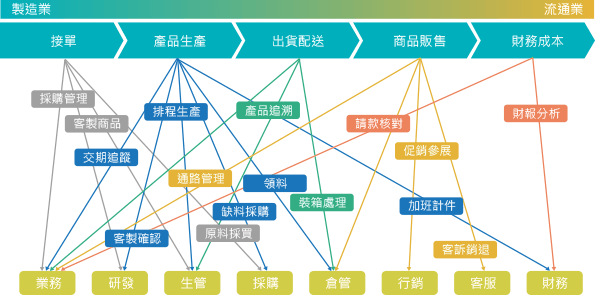 製造業
流通業
接單
產品生產
出貨配送
商品販售
財務成本
採購管理
客製商品
排程生產
產品追溯
請款核對
財報分析
交期追蹤
促銷參展
通路管理
領料
裝箱處理
加班計件
缺料採購
客製確認
原料採買
客訴銷退
業務
研發
生管
採購
倉管
行銷
客服
財務